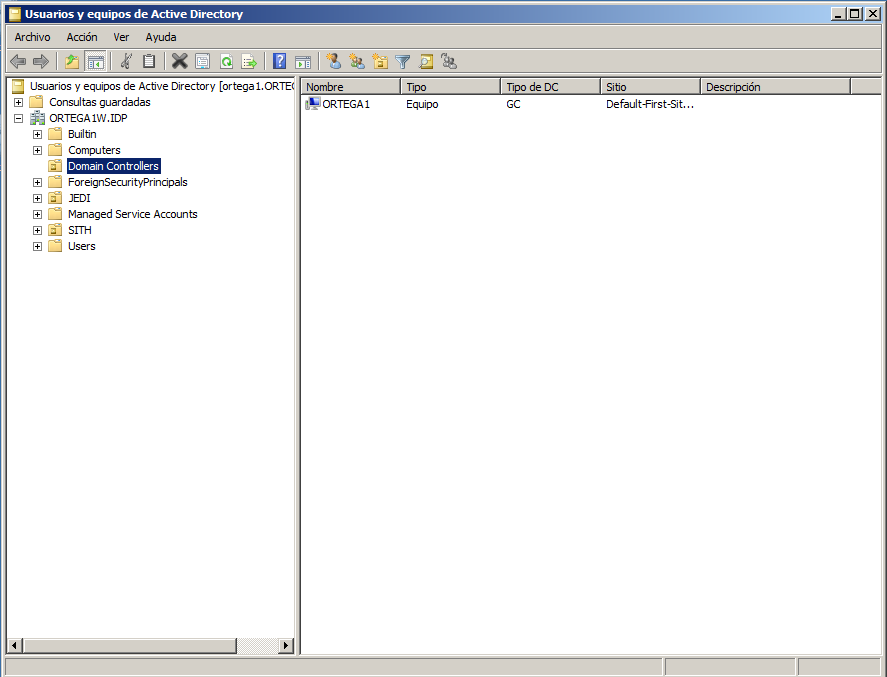 Usuarios y equipos de Active Directory
Archivo Acción Ver Ayuda
Usuarios y equipos de Active Directory [ortega1.ORTEG
Consultas guardadas
ORTEGA1W.IDP
Builtin
Computers
Domain Controllers
ForeignSecurityPrincipals
JEDI
Managed Service Accounts
SITH
Users
Nombre Tipo Tipo de DC Sitio Descripción
ORTEGA1 Equipo GC Default-First-Sit...